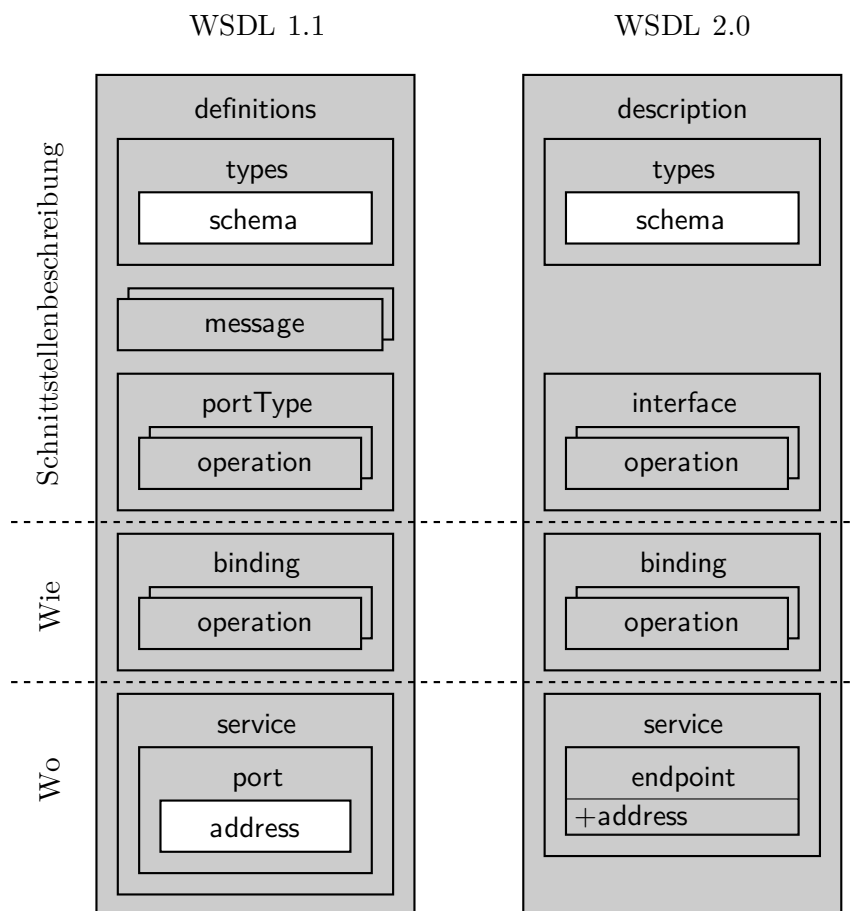 WSDL 1.1
WSDL 2.0
Schnittstellenbeschreibung
definitions
types
schema
message
portType
operation
description
types
schema
interface
operation
Wie
binding
operation
binding
operation
Wo
service
port
address
service
endpoint
+address